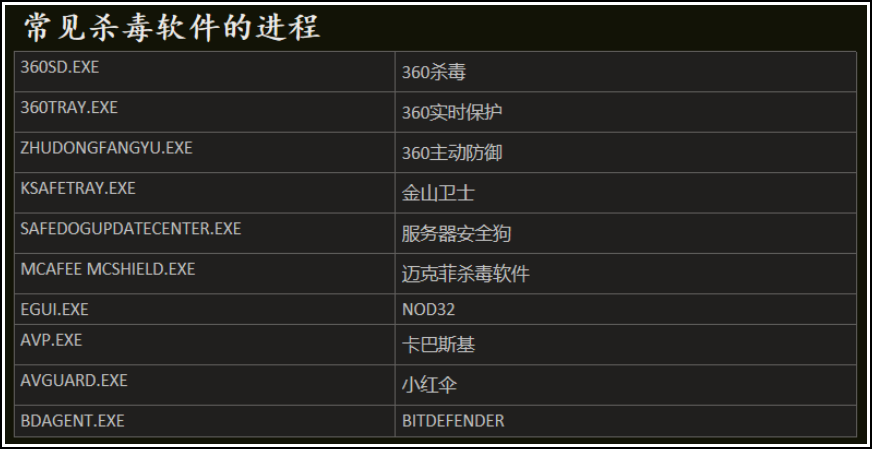 常见杀毒软件的进程
360SD.EXE 360杀毒
360TRAY.EXE 360实时保护
ZHUDONGFANGYU.EXE 360主动防御
KSAFETRAY.EXE 金山卫士
SAFEDOGUPDATECENTER.EXE 服务器安全狗
MCAFEE MCSHIELD.EXE 迈克菲杀毒软件
EGUI.EXE NOD32
AVP.EXE 卡巴斯基
AVGUARD.EXE 小红伞
BDAGENT.EXE BITDEFENDER